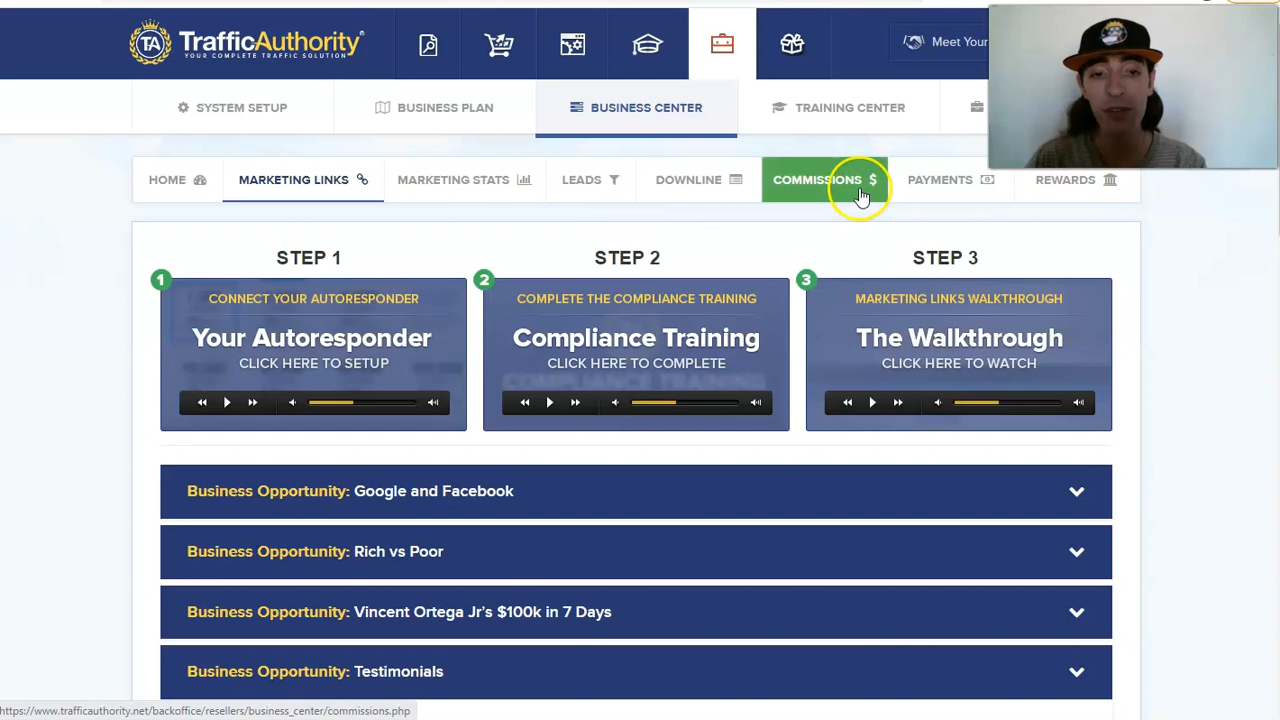 TA
TrafficAuthority®
YOUR COMPLETE TRAFFIC SOLUTION
Meet Your
SYSTEM SETUP
BUSINESS PLAN
BUSINESS CENTER
TRAINING CENTER
HOME
MARKETING LINKS
MARKETING STATS
LEADS
DOWNLINE
COMMISSIONS $
PAYMENTS
REWARDS
STEP 1
STEP 2
STEP 3
1
CONNECT YOUR AUTORESPONDER
Your Autoresponder
CLICK HERE TO SETUP
2
COMPLETE THE COMPLIANCE TRAINING
Compliance Training
CLICK HERE TO COMPLETE
3
MARKETING LINKS WALKTHROUGH
The Walkthrough
CLICK HERE TO WATCH
Business Opportunity: Google and Facebook
Business Opportunity: Rich vs Poor
Business Opportunity: Vincent Ortega Jr's $100k in 7 Days
Business Opportunity: Testimonials
https://www.trafficauthority.net/backoffice/resellers/business_center/commissions.php